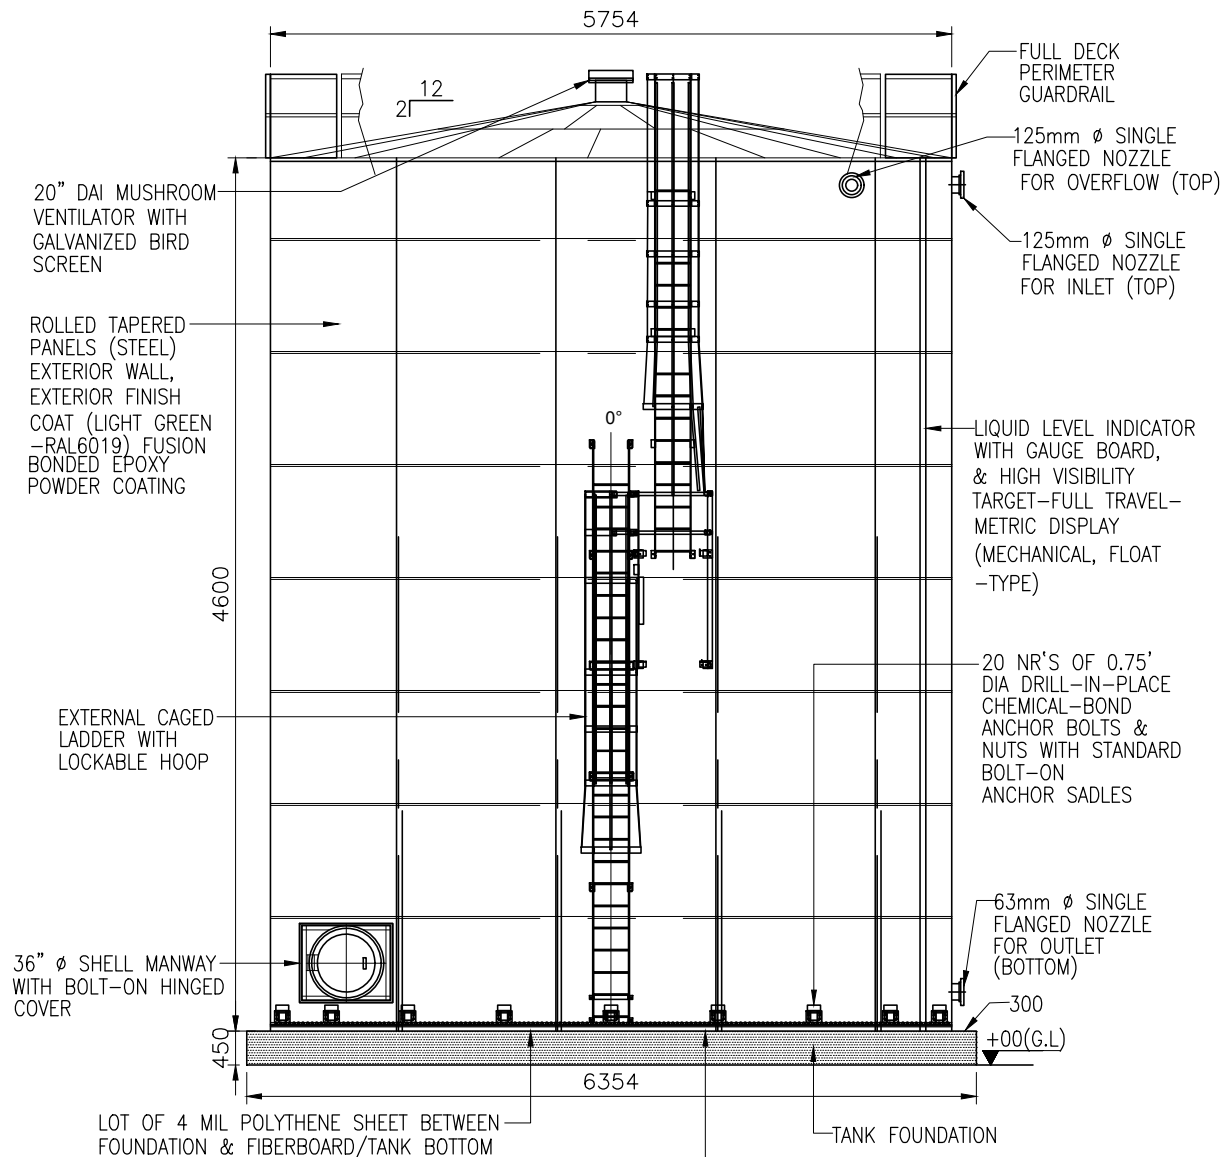 5754
FULL DECK
PERIMETER
GUARDRAIL
12
2
125mm ø SINGLE
FLANGED NOZZLE
FOR OVERFLOW (TOP)
20" DAI MUSHROOM
VENTILATOR WITH
GALVANIZED BIRD
SCREEN
125mm ø SINGLE
FLANGED NOZZLE
FOR INLET (TOP)
ROLLED TAPERED
PANELS (STEEL)
EXTERIOR WALL,
EXTERIOR FINISH
COAT (LIGHT GREEN
-RAL6019) FUSION
BONDED EPOXY
POWDER COATING
0°
LIQUID LEVEL INDICATOR
WITH GAUGE BOARD,
& HIGH VISIBILITY
TARGET-FULL TRAVEL-
METRIC DISPLAY
(MECHANICAL, FLOAT
-TYPE)
4600
20 NR'S OF 0.75'
DIA DRILL-IN-PLACE
CHEMICAL-BOND
ANCHOR BOLTS &
NUTS WITH STANDARD
BOLT-ON
ANCHOR SADLES
EXTERNAL CAGED
LADDER WITH
LOCKABLE HOOP
63mm ø SINGLE
FLANGED NOZZLE
FOR OUTLET
(BOTTOM)
36" ø SHELL MANWAY
WITH BOLT-ON HINGED
COVER
300
+00(G.L)
450
6354
LOT OF 4 MIL POLYTHENE SHEET BETWEEN
FOUNDATION & FIBERBOARD/TANK BOTTOM
TANK FOUNDATION